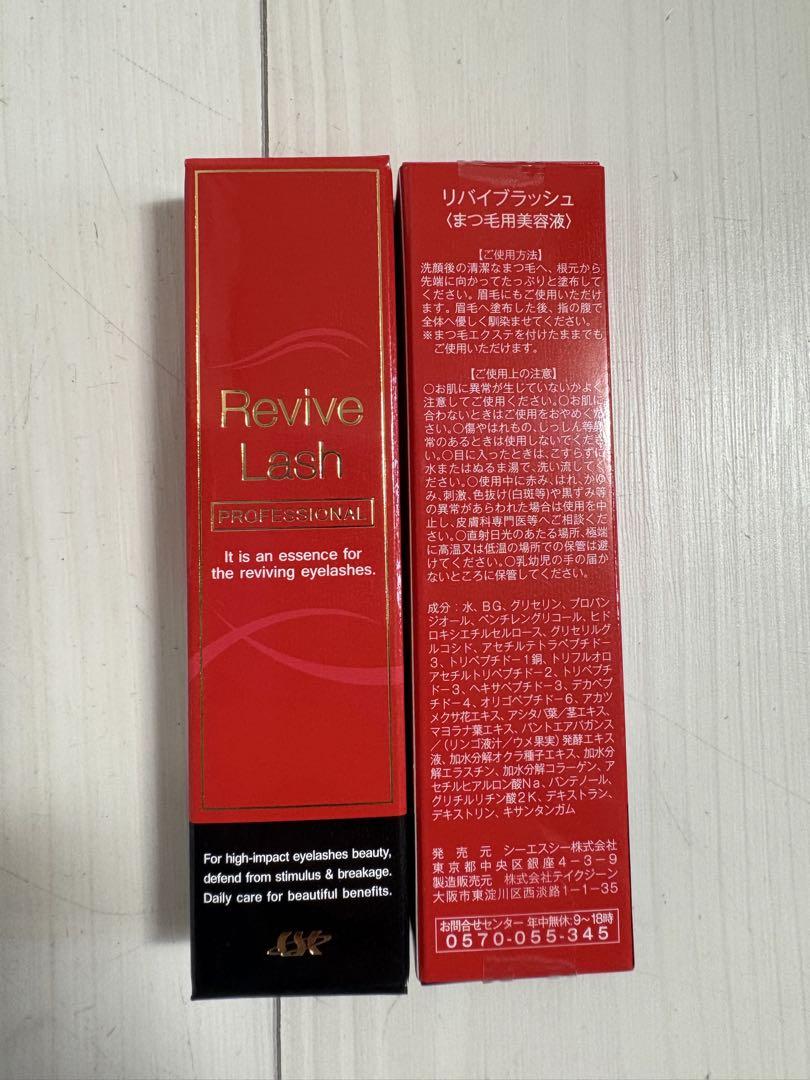 Revive
Lash
PROFESSIONAL
It is an essence for
the reviving eyelashes.
For high-impact eyelashes beauty,
defend from stimulus & breakage.
Daily care for beautiful benefits.
リバイブラッシュ
〈まつ毛用美容液〉
【ご使用方法】
洗顔後の清潔なまつ毛へ、根元から
先端に向かってたっぷりと塗布して
ください。眉毛にもご使用いただけ
ます。眉毛へ塗布した後、指の腹で
全体へ優しく馴染ませてください。
※まつ毛エクステを付けたままでも
ご使用いただけます。
【ご使用上の注意】
○お肌に異常が生じていないかよく
注意してご使用ください。○お肌に
合わないときはご使用をおやめくだ
さい。○傷やはれもの、しっしん等異
常のあるときは使用しないでくださ
い。○目に入ったときは、こすらずに
水またはぬるま湯で、洗い流してく
ださい。○使用中に赤み、はれ、かゆ
み、刺激、色抜け(白斑等)や黒ずみ等
の異常があらわれた場合は使用を中
止し、皮膚科専門医等へご相談くだ
さい。○直射日光のあたる場所、極端
に高温又は低温の場所での保管は避
けてください。○乳幼児の手の届か
ないところに保管してください。
成分：水、BG、グリセリン、プロパン
ジオール、ペンチレングリコール、ヒド
ロキシエチルセルロース、グリセリルグ
ルコシド、アセチルテトラペプチド－
3、トリペプチド－1銅、トリフルオロ
アセチルトリペプチド－2、トリペプチ
ド－3、ヘキサペプチド－3、デカペプ
チド－4、オリゴペプチド－6、アカツ
メクサ花エキス、アシタバ葉／茎エキス、
マヨラナ葉エキス、パントエアバガンス
／(リンゴ液汁／ウメ果実)発酵エキス
液、加水分解オクラ種子エキス、加水分
解エラスチン、加水分解コラーゲン、ア
セチルヒアルロン酸Na、パンテノール、
グリチルリチン酸2K、デキストラン、
デキストリン、キサンタンガム
発売元 シーエスシー株式会社
東京都中央区銀座4－3－9
製造販売元 株式会社テイクジーン
大阪市東淀川区西淡路1－1－35
お問合せセンター 年中無休：9～18時
0570-055-345